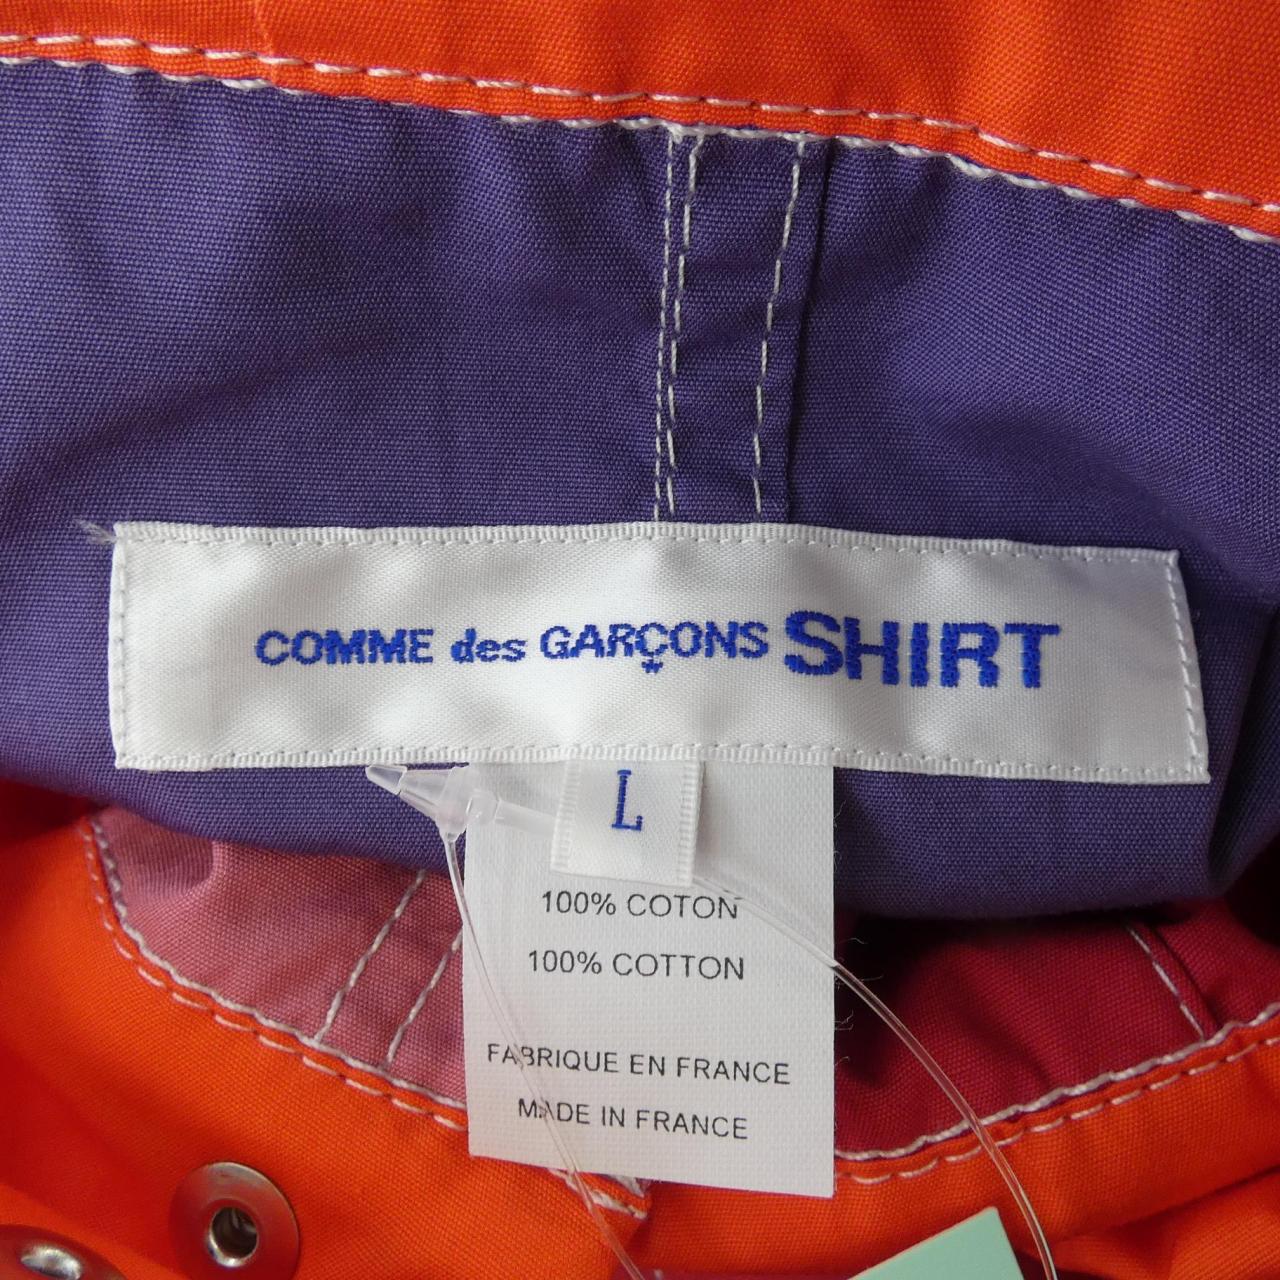 COMME des GARÇONS SHIRT
L
100% COTON
100% COTTON
FABRIQUE EN FRANCE
MADE IN FRANCE